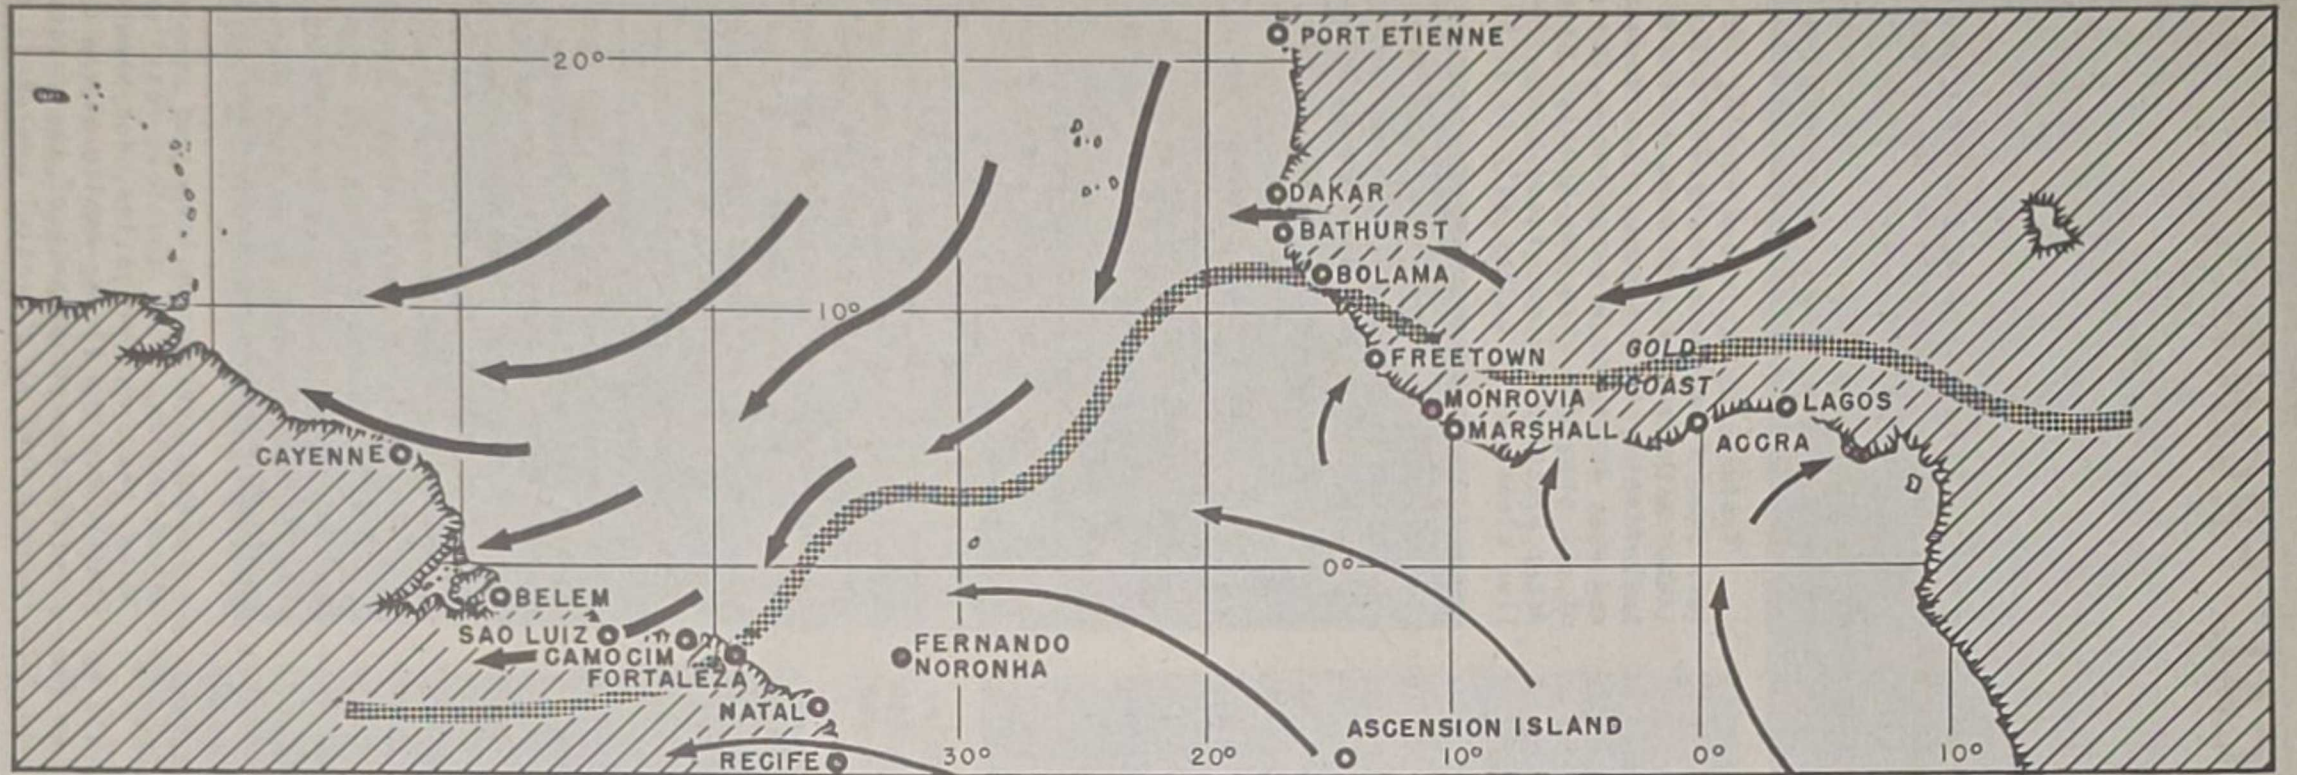 PORT ETIENNE
20°
DAKAR
BATHURST
BOLAMA
10°
FREETOWN
GOLD
COAST
MONROVIA
LAGOS
MARSHALL
ACCRA
CAYENNE
0°
BELEM
SAO LUIZ
CAMOCIM
FORTALEZA
FERNANDO
NORONHA
NATAL
ASCENSION ISLAND
RECIFE
30°
20°
10°
0°
10°